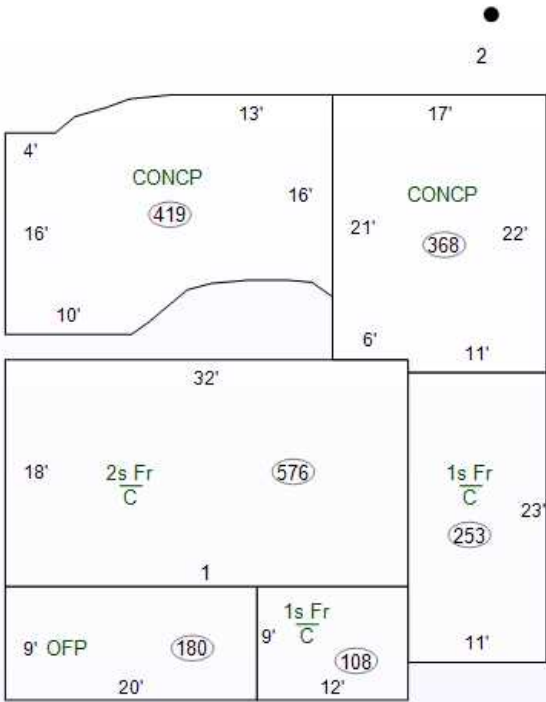 2
13'
17'
4'
CONCP
419
16'
16'
CONCP
368
21'
22'
10'
6'
11'
32'
18'
2s Fr
C
576
1s Fr
C
253
23'
1
9' OFP
180
20'
1s Fr
C
9'
108
12'
11'